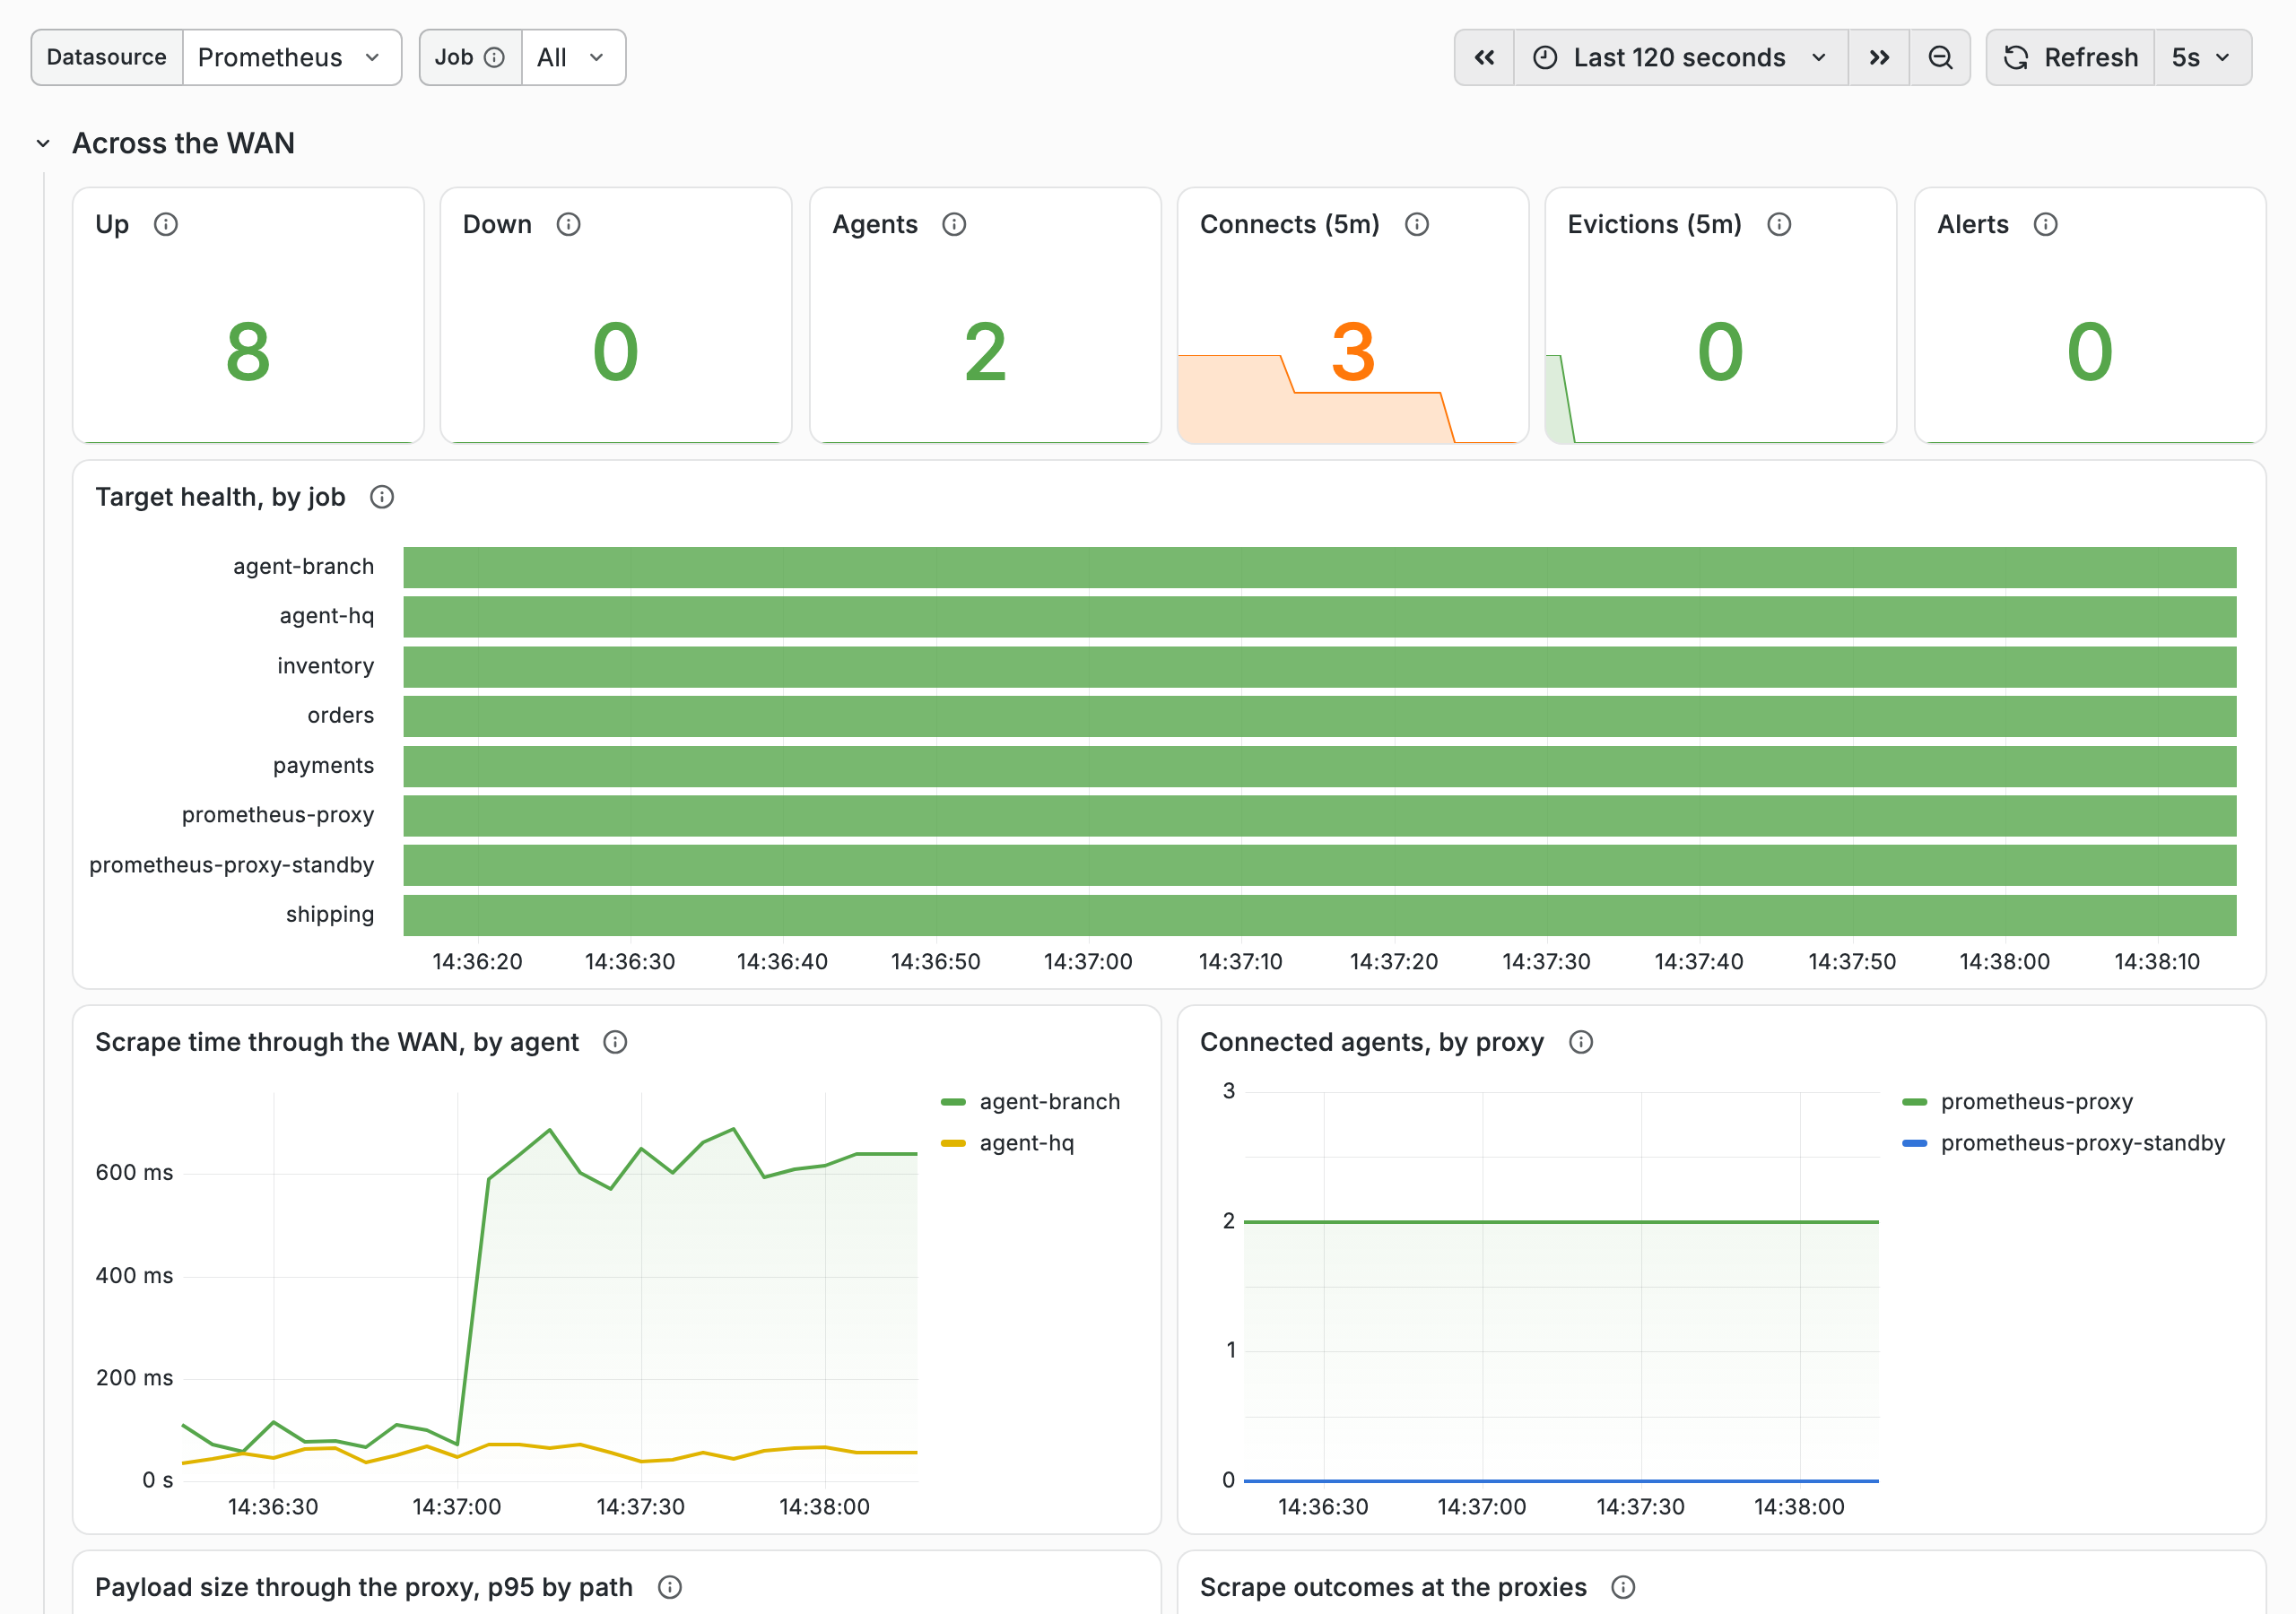 Datasource Prometheus Job All Last 120 seconds Refresh 5s
Across the WAN
Up Down Agents Connects (5m) Evictions (5m) Alerts
8 0 2 3 0 0
Target health, by job
agent-branch
agent-hq
inventory
orders
payments
prometheus-proxy
prometheus-proxy-standby
shipping
14:36:20 14:36:30 14:36:40 14:36:50 14:37:00 14:37:10 14:37:20 14:37:30 14:37:40 14:37:50 14:38:00 14:38:10
Scrape time through the WAN, by agent
600 ms
400 ms
200 ms
0 s
14:36:30 14:37:00 14:37:30 14:38:00
agent-branch
agent-hq
Connected agents, by proxy
3
2
1
0
14:36:30 14:37:00 14:37:30 14:38:00
prometheus-proxy
prometheus-proxy-standby
Payload size through the proxy, p95 by path
Scrape outcomes at the proxies